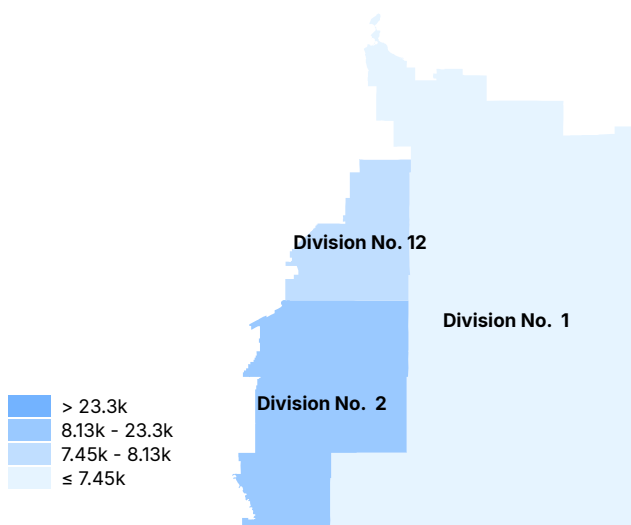 Division No. 12
Division No.  1
Division No.  2
> 23.3k
8.13k - 23.3k
7.45k - 8.13k
≤ 7.45k